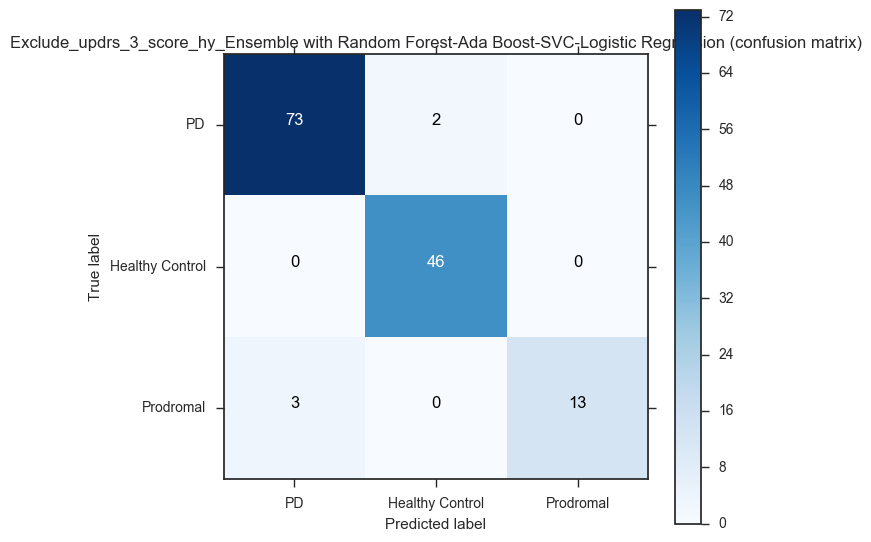 Exclude_updrs_3_score_hy_Ensemble with Random Forest-Ada Boost-SVC-Logistic Regression (confusion matrix)
72
64
56
48
40
32
24
16
8
0
True label
PD
73 2 0
Healthy Control
0 46 0
Prodromal
3 0 13
PD Healthy Control Prodromal
Predicted label